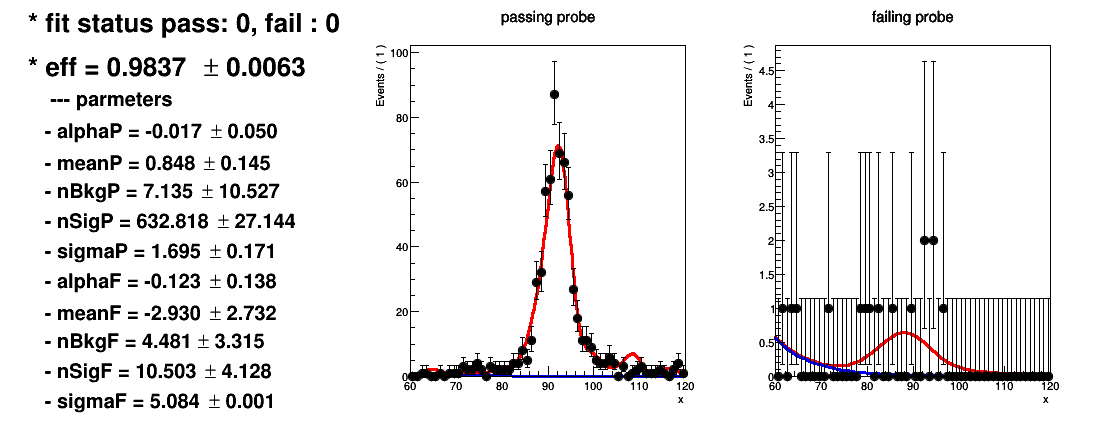 * fit status pass: 0, fail : 0
* eff = 0.9837 ± 0.0063
--- parmeters
- alphaP = -0.017 ± 0.050
- meanP = 0.848 ± 0.145
- nBkgP = 7.135 ± 10.527
- nSigP = 632.818 ± 27.144
- sigmaP = 1.695 ± 0.171
- alphaF = -0.123 ± 0.138
- meanF = -2.930 ± 2.732
- nBkgF = 4.481 ± 3.315
- nSigF = 10.503 ± 4.128
- sigmaF = 5.084 ± 0.001
passing probe
Events / ( 1 )
100
80
60
40
20
0
60 70 80 90 100 110 120
x
failing probe
Events / ( 1 )
4.5
4
3.5
3
2.5
2
1.5
1
0.5
0
60 70 80 90 100 110 120
x